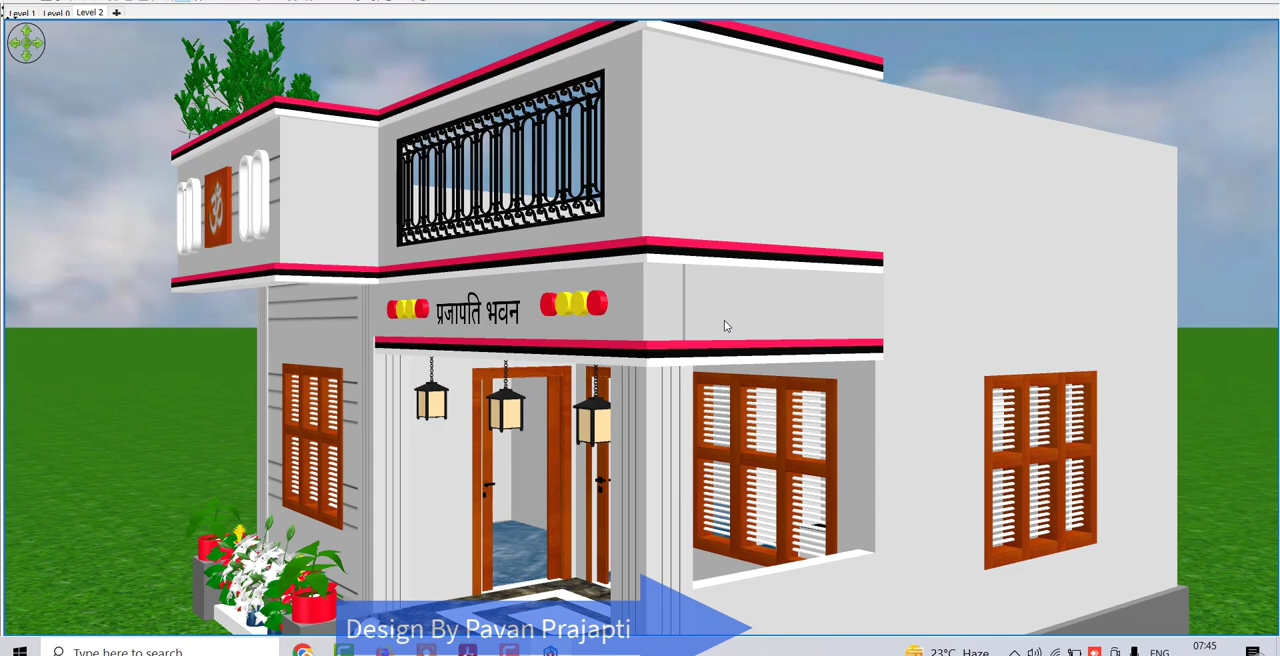 Level 1 Level 0 Level 2
ॐ
प्रजापति भवन
Design By Pavan Prajapti
Type here to search
23°C Haze
ENG
07:45